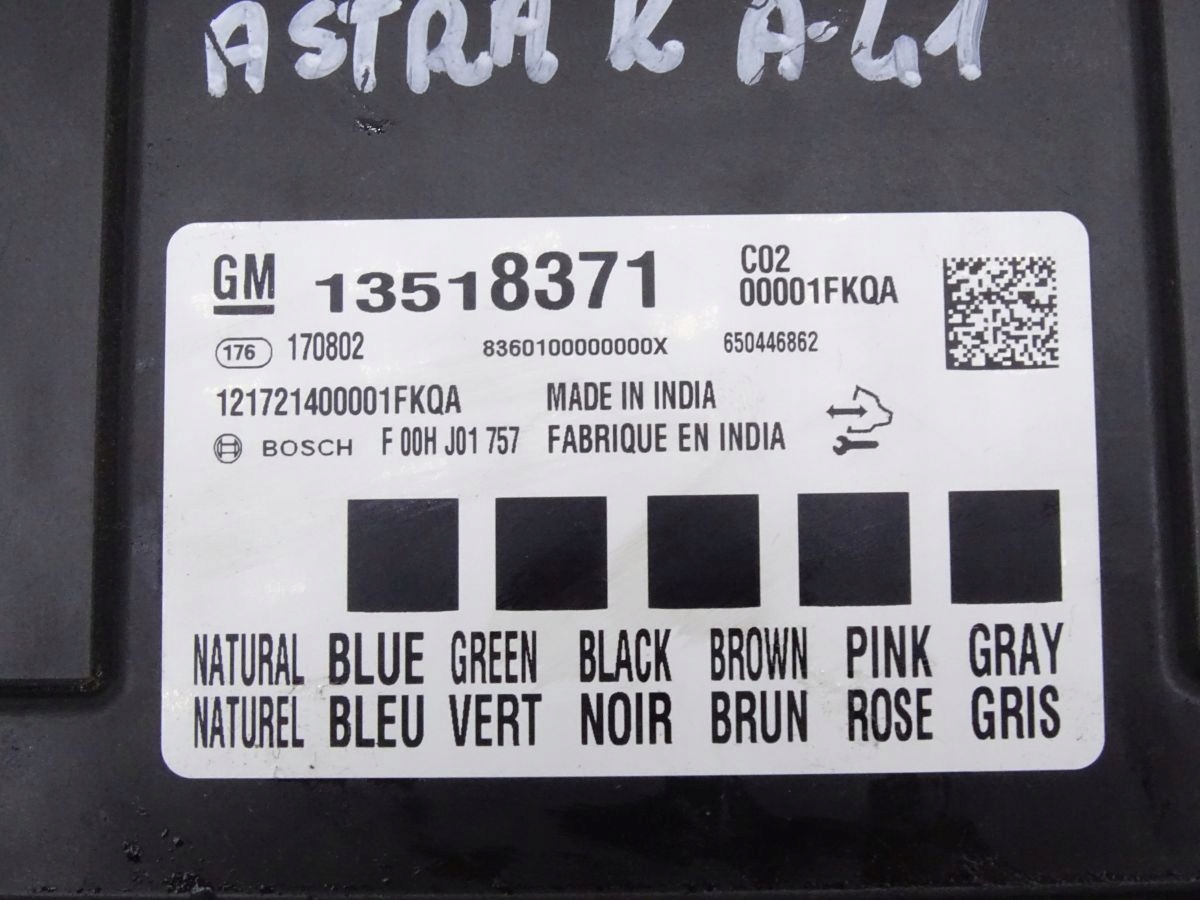 ASTRA K A-41
GM 13518371 C02
00001FKQA
176 170802 8360100000000X 650446862
121721400001FKQA MADE IN INDIA
BOSCH F 00H J01 757 FABRIQUE EN INDIA
NATURAL BLUE GREEN BLACK BROWN PINK GRAY
NATUREL BLEU VERT NOIR BRUN ROSE GRIS